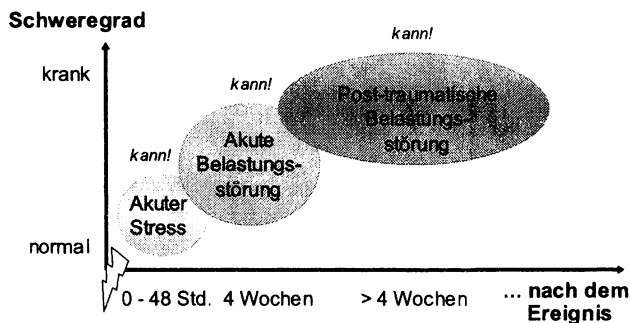 Schweregrad
kann!
krank
kann!
Post-traumatische
Belastungs-
störung
kann!
Akute
Belastungs-
störung
Akuter
Stress
normal
0 - 48 Std. 4 Wochen > 4 Wochen ... nach dem
Ereignis